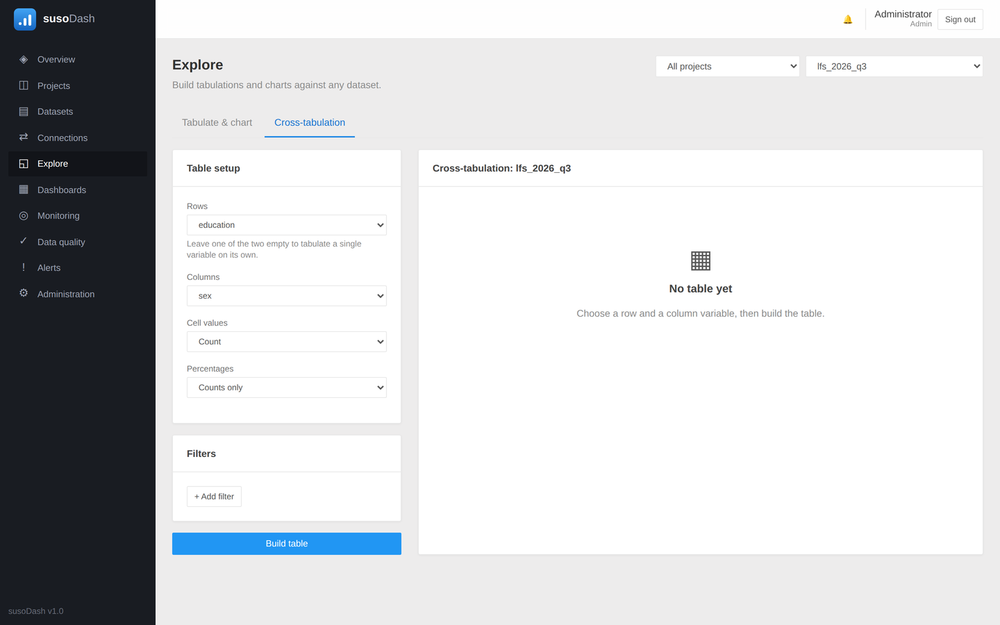 susoDash
Overview
Projects
Datasets
Connections
Explore
Dashboards
Monitoring
Data quality
Alerts
Administration
susoDash v1.0
Administrator
Admin
Sign out
Explore
Build tabulations and charts against any dataset.
All projects
lfs_2026_q3
Tabulate & chart
Cross-tabulation
Table setup
Rows
education
Leave one of the two empty to tabulate a single
variable on its own.
Columns
sex
Cell values
Count
Percentages
Counts only
Filters
+ Add filter
Build table
Cross-tabulation: lfs_2026_q3
No table yet
Choose a row and a column variable, then build the table.